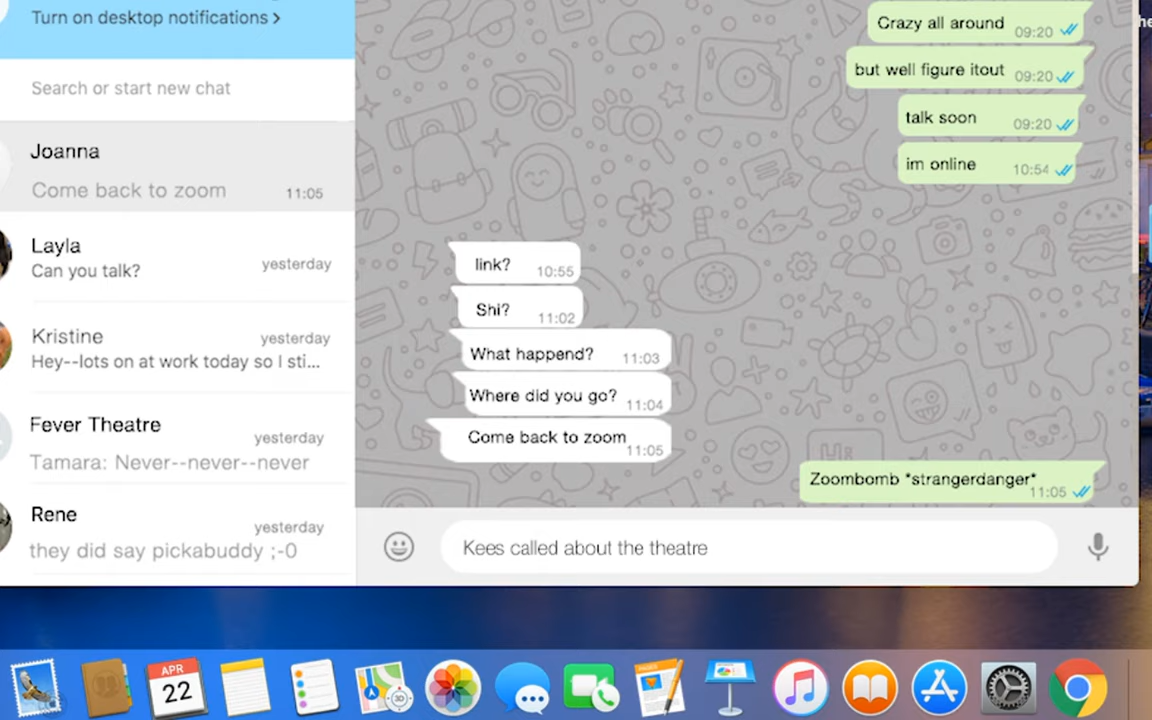 Turn on desktop notifications >
Search or start new chat
Joanna
Come back to zoom 11:05
Layla
Can you talk? yesterday
Kristine yesterday
Hey--lots on at work today so I sti...
Fever Theatre yesterday
Tamara: Never--never--never
Rene yesterday
they did say pickabuddy ;-0
Crazy all around 09:20
but well figure itout 09:20
talk soon 09:20
im online 10:54
link? 10:55
Shi? 11:02
What happend? 11:03
Where did you go? 11:04
Come back to zoom 11:05
Zoombomb *strangerdanger* 11:05
Kees called about the theatre
Hi
APR
22
PAGES
3D
he